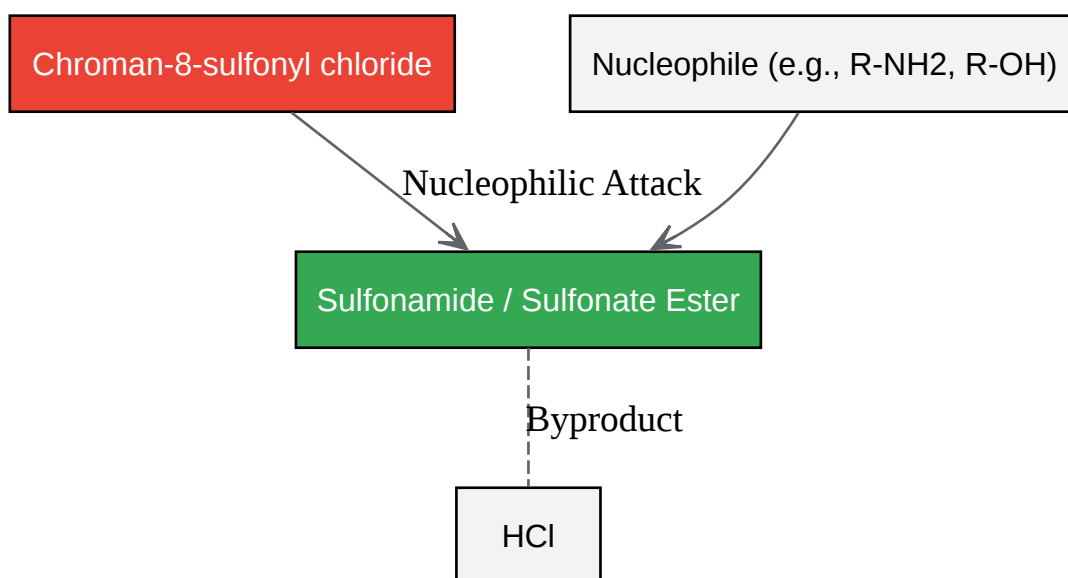 Chroman-8-sulfonyl chloride
Nucleophile (e.g., R-NH2, R-OH)
Nucleophilic Attack
Sulfonamide / Sulfonate Ester
Byproduct
HCl